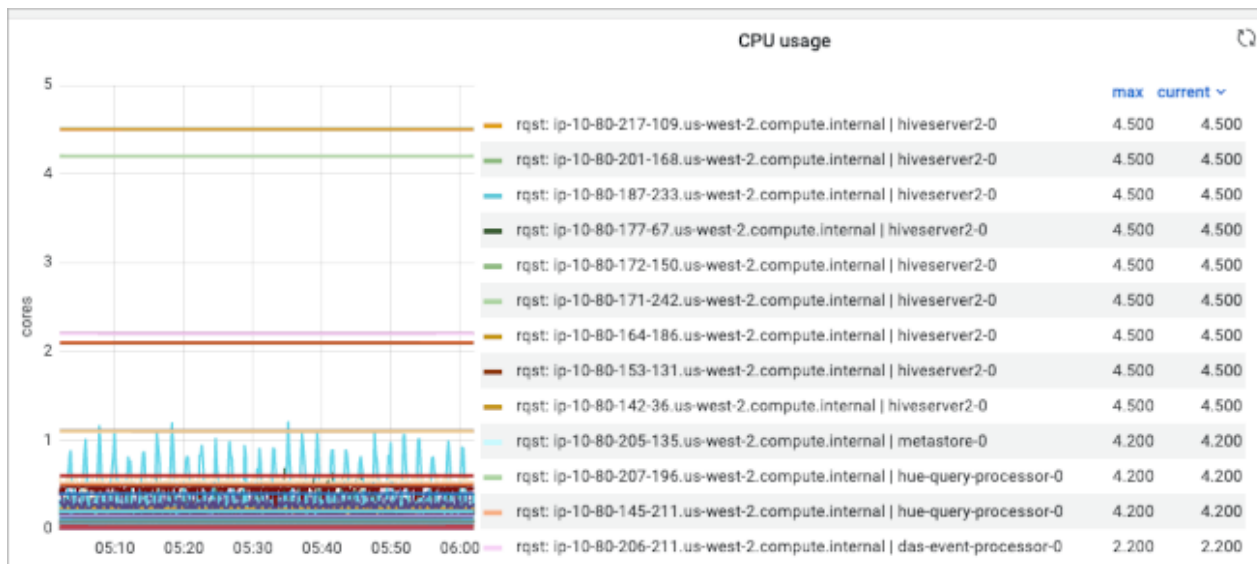 CPU usage
max current
rqst: ip-10-80-217-109.us-west-2.compute.internal | hiveserver2-0 4.500 4.500
rqst: ip-10-80-201-168.us-west-2.compute.internal | hiveserver2-0 4.500 4.500
rqst: ip-10-80-187-233.us-west-2.compute.internal | hiveserver2-0 4.500 4.500
rqst: ip-10-80-177-67.us-west-2.compute.internal | hiveserver2-0 4.500 4.500
rqst: ip-10-80-172-150.us-west-2.compute.internal | hiveserver2-0 4.500 4.500
rqst: ip-10-80-171-242.us-west-2.compute.internal | hiveserver2-0 4.500 4.500
rqst: ip-10-80-164-186.us-west-2.compute.internal | hiveserver2-0 4.500 4.500
rqst: ip-10-80-153-131.us-west-2.compute.internal | hiveserver2-0 4.500 4.500
rqst: ip-10-80-142-36.us-west-2.compute.internal | hiveserver2-0 4.500 4.500
rqst: ip-10-80-205-135.us-west-2.compute.internal | metastore-0 4.200 4.200
rqst: ip-10-80-207-196.us-west-2.compute.internal | hue-query-processor-0 4.200 4.200
rqst: ip-10-80-145-211.us-west-2.compute.internal | hue-query-processor-0 4.200 4.200
rqst: ip-10-80-206-211.us-west-2.compute.internal | das-event-processor-0 2.200 2.200
5
4
3
2
1
0
cores
05:10 05:20 05:30 05:40 05:50 06:00